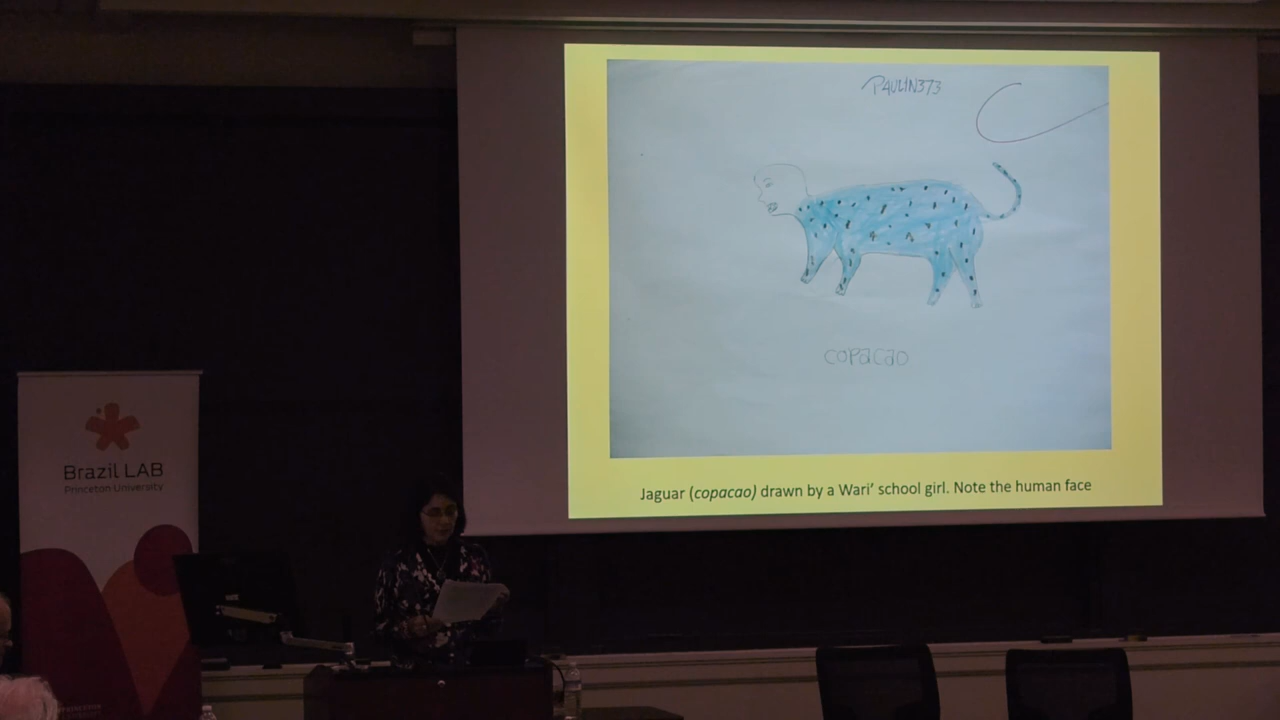 PAULIN373
copacao
Jaguar (copacao) drawn by a Wari' school girl. Note the human face
Brazil LAB
Princeton University